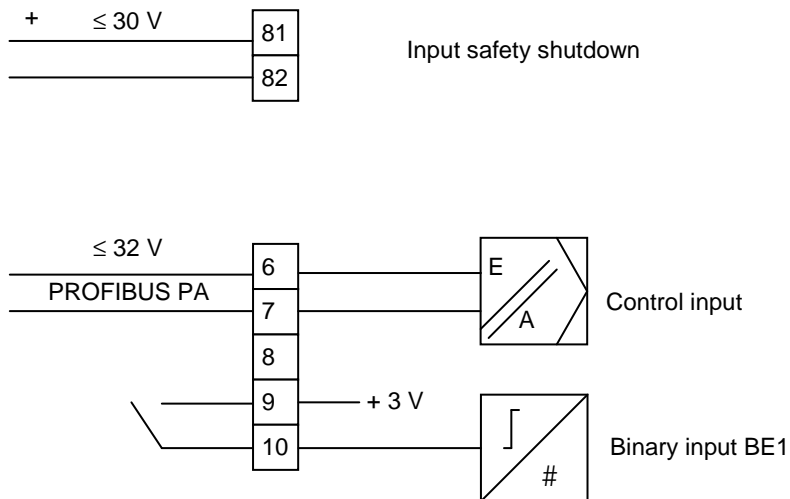 + ≤ 30 V
81
82
Input safety shutdown
≤ 32 V
PROFIBUS PA
6
7
8
9
10
E
A
Control input
+ 3 V
#
Binary input BE1